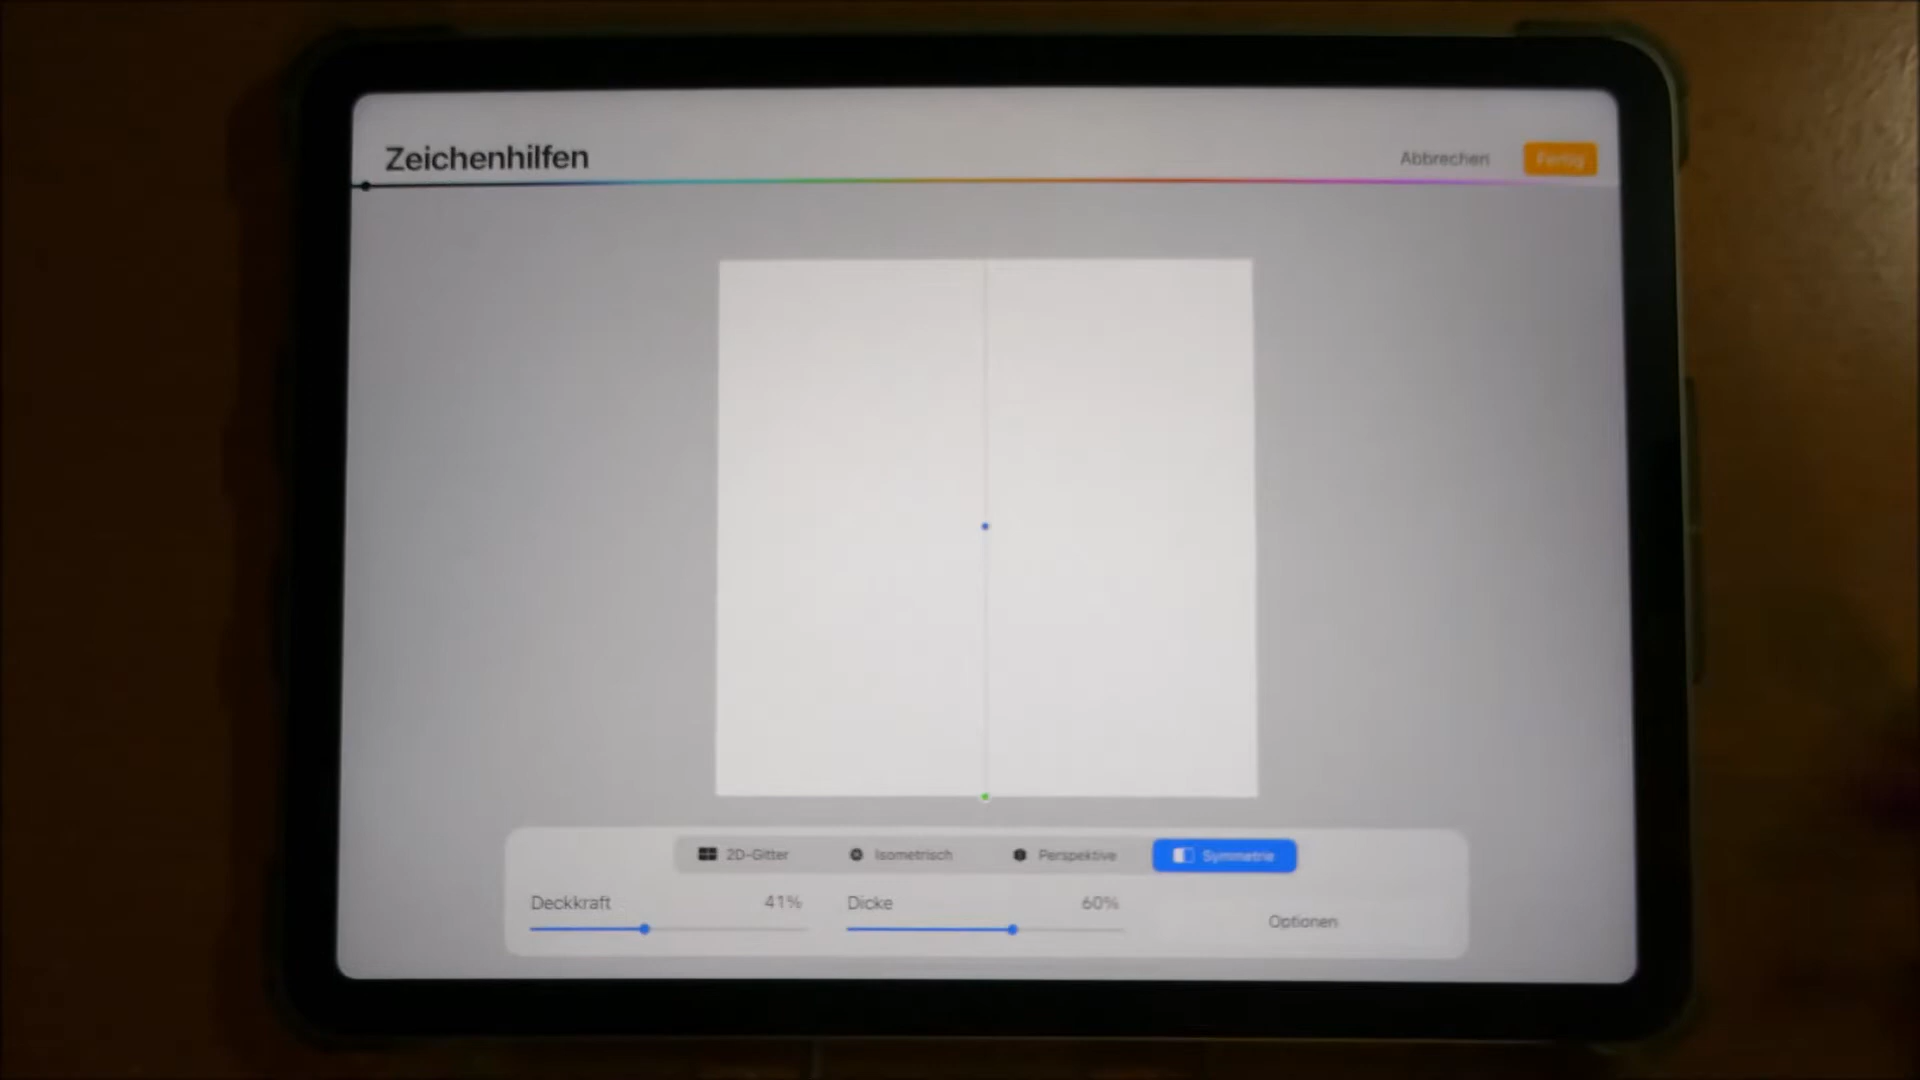 Zeichenhilfen
Abbrechen Fertig
2D-Gitter Isometrisch Perspektive Symmetrie
Deckkraft 41% Dicke 60%
Optionen